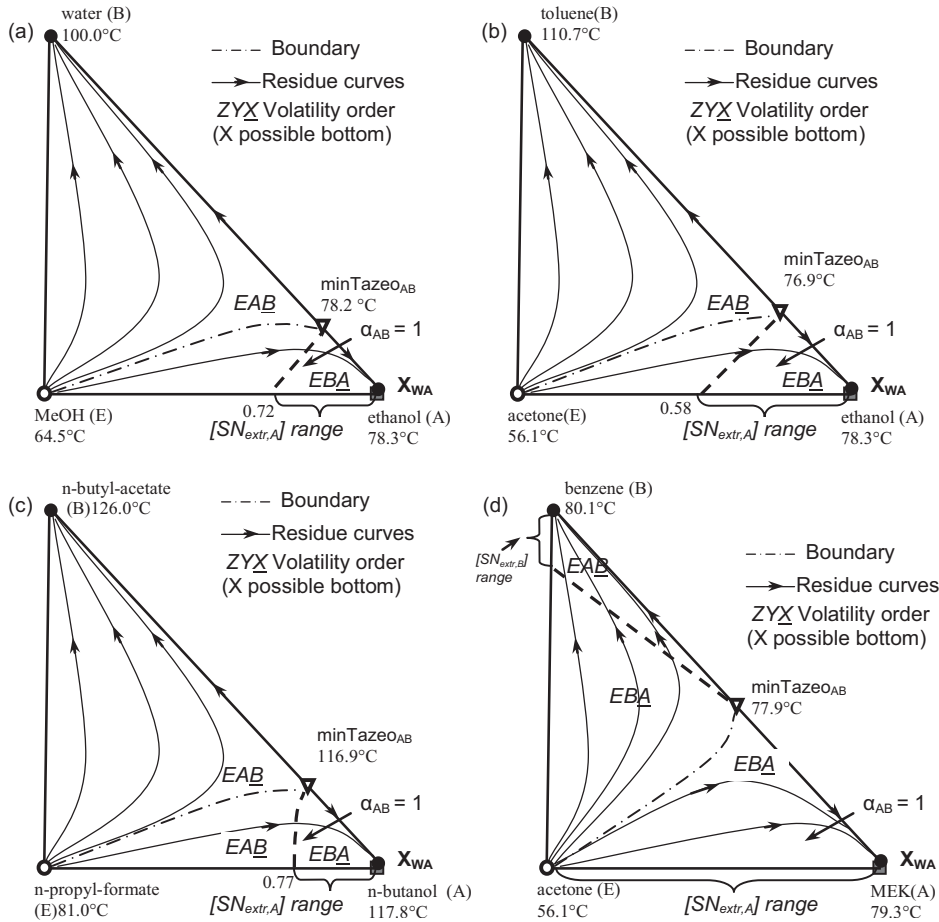 (a)
water (B)
100.0°C
Boundary
Residue curves
ZYX Volatility order
(X possible bottom)
minTazeoAB
78.2 °C
EAB
αAB = 1
EBA
XWA
MeOH (E)
64.5°C
0.72
[SNextr,A] range
ethanol (A)
78.3°C
(b)
toluene(B)
110.7°C
Boundary
Residue curves
ZYX Volatility order
(X possible bottom)
minTazeoAB
76.9°C
EAB
αAB = 1
EBA
XWA
acetone(E)
56.1°C
0.58
[SNextr,A] range
ethanol (A)
78.3°C
(c)
n-butyl-acetate
(B)126.0°C
Boundary
Residue curves
ZYX Volatility order
(X possible bottom)
minTazeoAB
116.9°C
EAB
αAB = 1
EAB
EBA
XWA
n-propyl-formate
(E)81.0°C
0.77
[SNextr,A] range
n-butanol (A)
117.8°C
(d)
benzene (B)
80.1°C
[SNextr,B]
range
EAB
Boundary
Residue curves
ZYX Volatility order
(X possible bottom)
minTazeoAB
77.9°C
EBA
EBA
αAB = 1
XWA
acetone (E)
56.1°C
[SNextr,A] range
MEK(A)
79.3°C